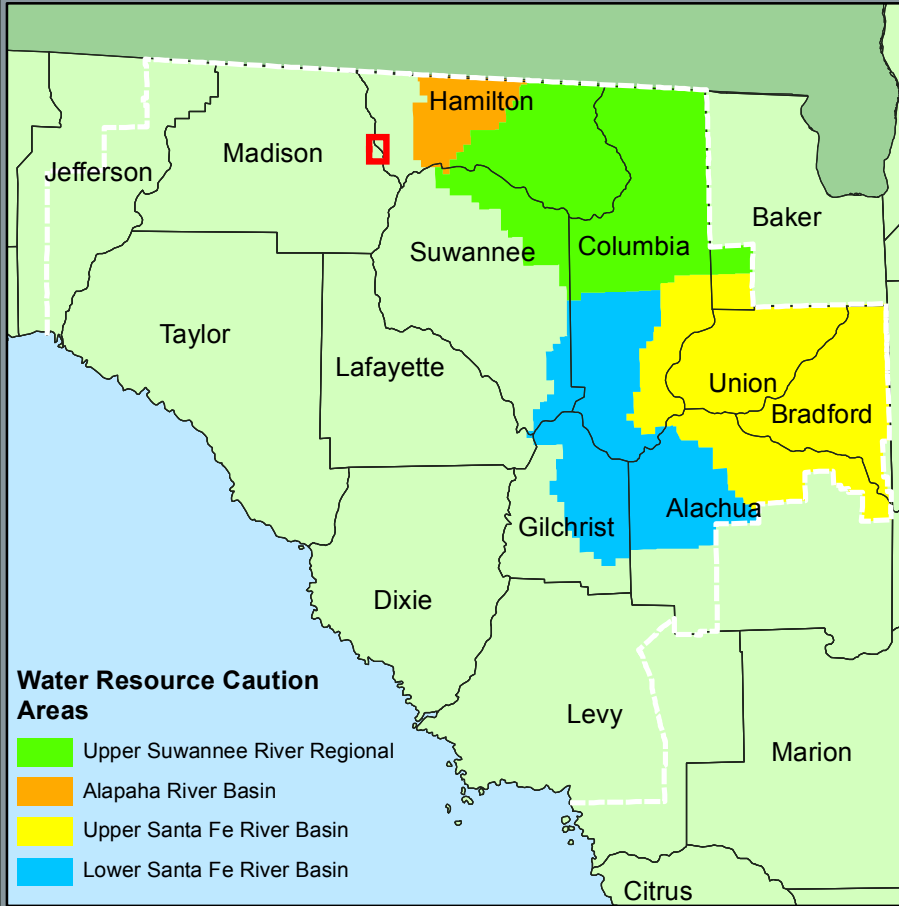 Hamilton
Madison
Jefferson
Baker
Suwannee
Columbia
Taylor
Lafayette
Union
Bradford
Alachua
Gilchrist
Dixie
Levy
Marion
Citrus
Water Resource Caution
Areas
Upper Suwannee River Regional
Alapaha River Basin
Upper Santa Fe River Basin
Lower Santa Fe River Basin